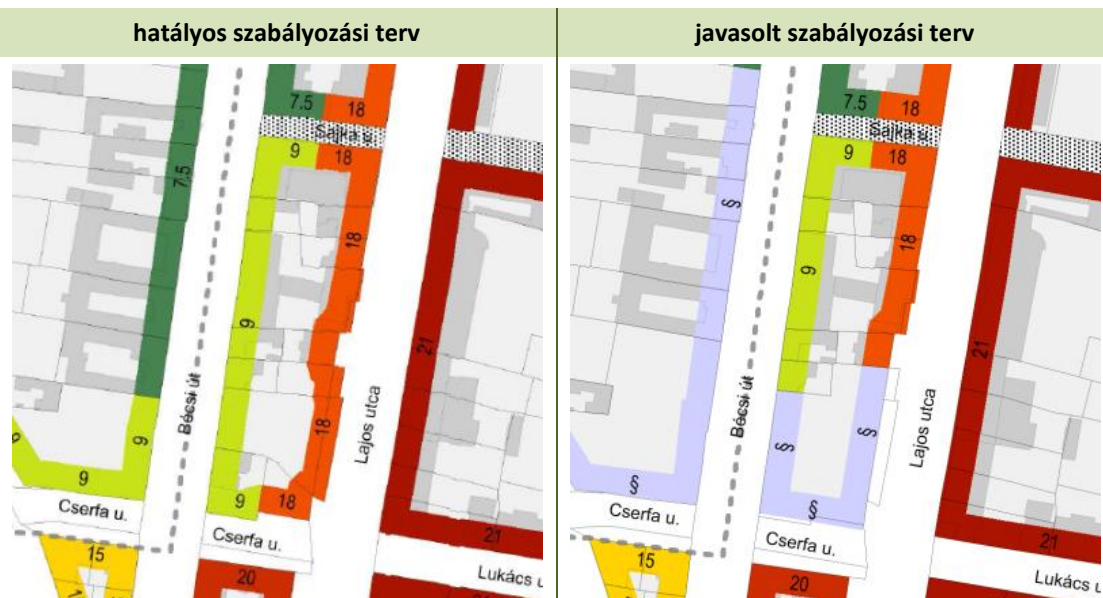 hatályos szabályozási terv
javasolt szabályozási terv
7.5
18
Sajka u.
9
18
7.5
18
9
Bécsi út
21
Lajos utca
18
9
9
9
9
18
Cserfa u.
Cserfa u.
21
15
20
Lukács u
7.5
18
Sajka u.
9
18
§
18
9
21
Bécsi út
Lajos utca
§
§
§
§
Cserfa u.
Cserfa u.
21
15
20
Lukács u